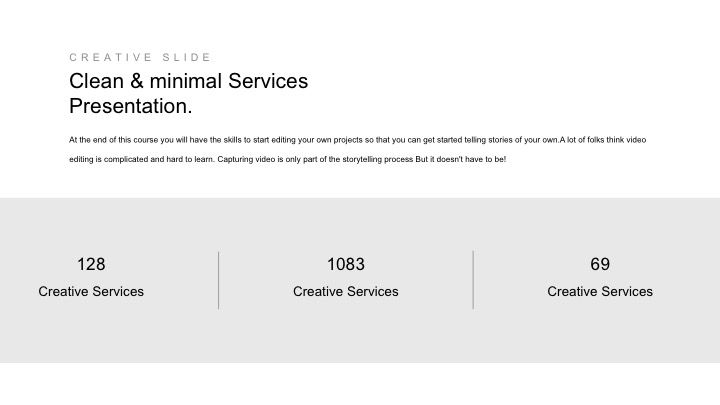 CREATIVE SLIDE
Clean & minimal Services
Presentation.
At the end of this course you will have the skills to start editing your own projects so that you can get started telling stories of your own.A lot of folks think video
editing is complicated and hard to learn. Capturing video is only part of the storytelling process But it doesn't have to be!
128
Creative Services
1083
Creative Services
69
Creative Services